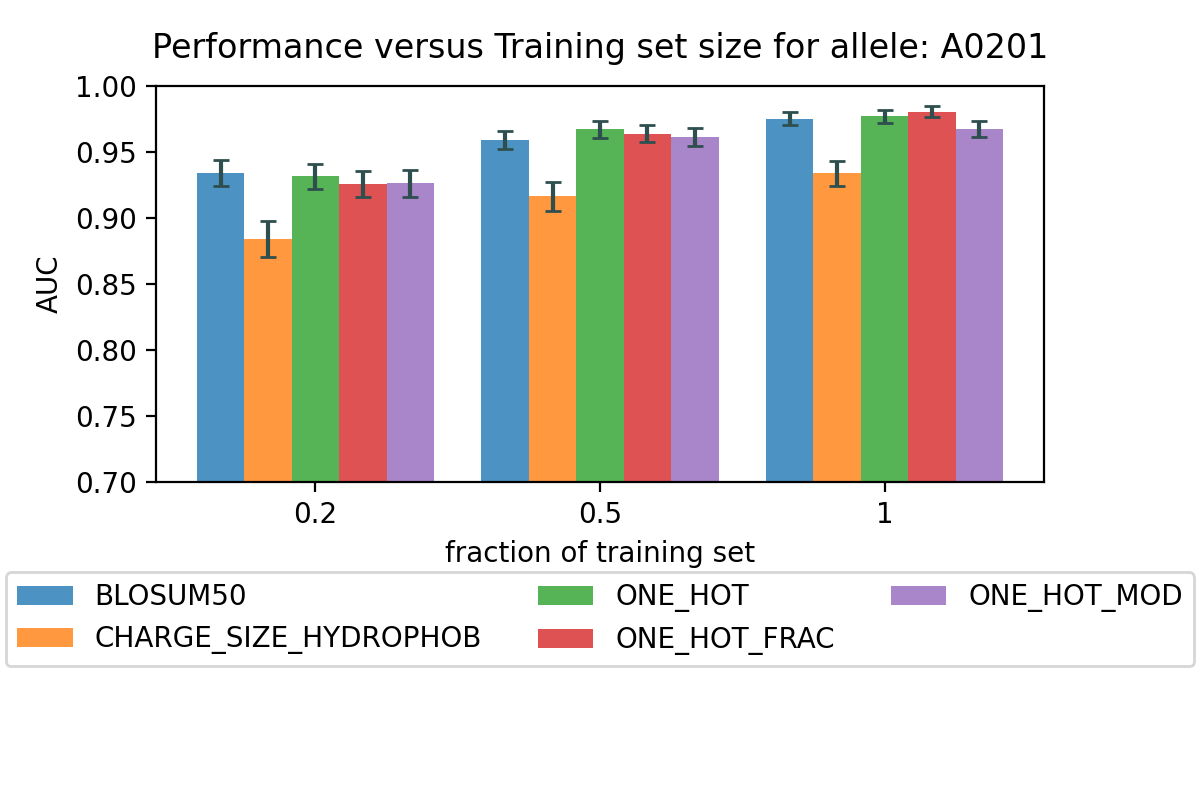 Performance versus Training set size for allele: A0201
1.00
0.95
0.90
0.85
0.80
0.75
0.70
AUC
0.2 0.5 1
fraction of training set
BLOSUM50 ONE_HOT ONE_HOT_MOD
CHARGE_SIZE_HYDROPHOB ONE_HOT_FRAC